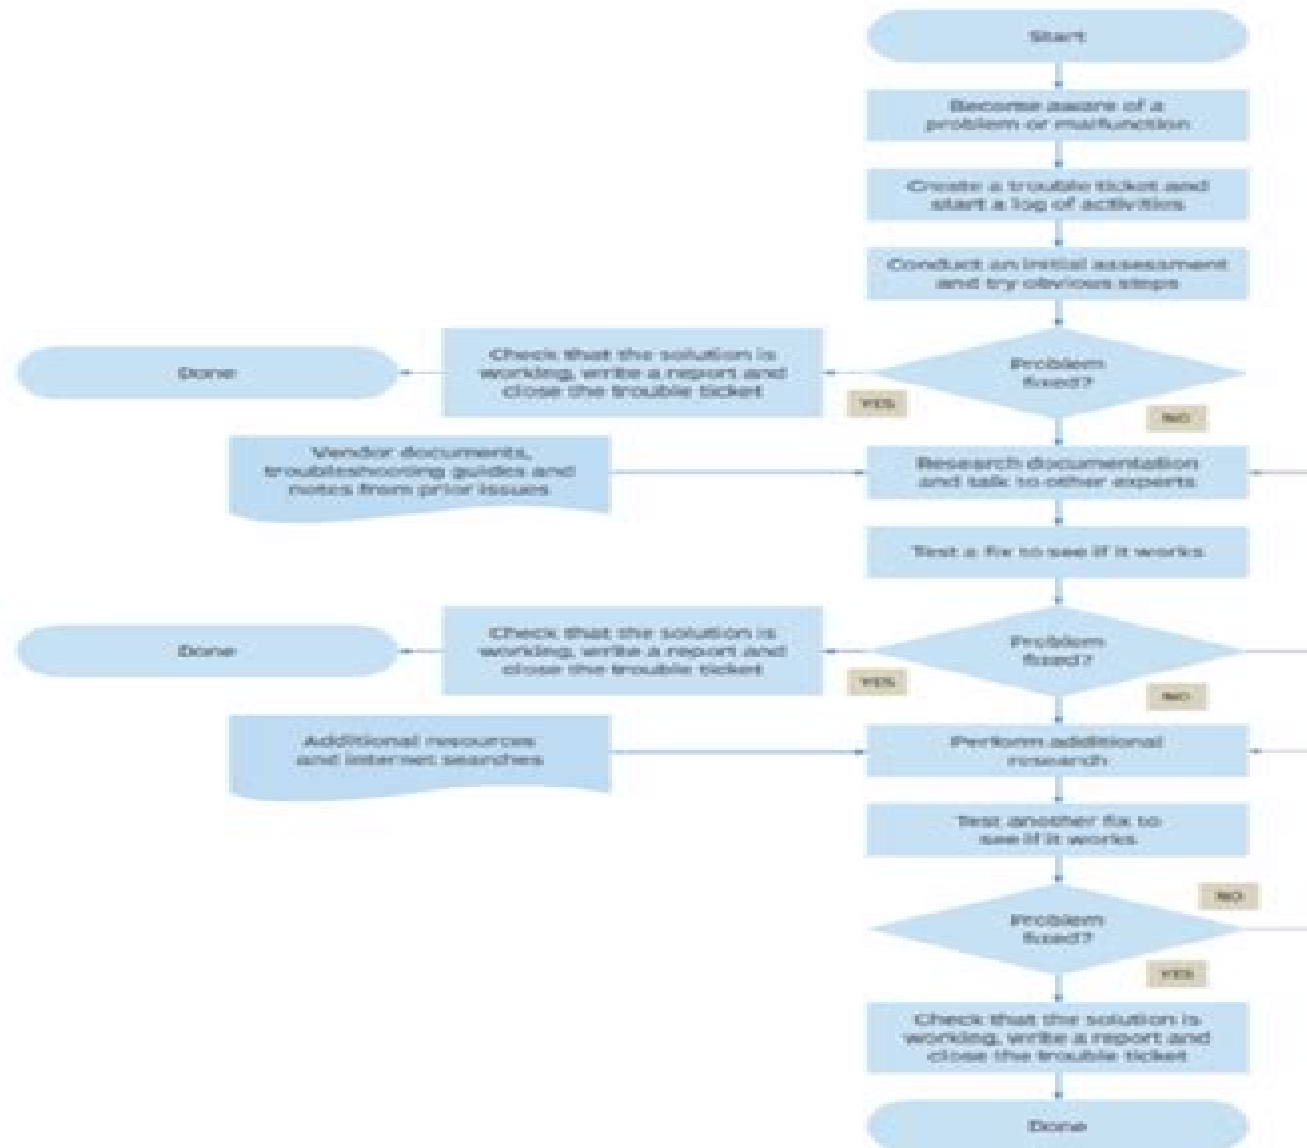 Start
Become aware of a
problem or malfunction
Create a trouble ticket and
start a log of activities
Conduct an initial assessment
and try obvious steps
Problem
fixed?
YES
NO
Check that the solution is
working, write a report and
close the trouble ticket
Done
Vendor documents,
troubleshooting guides and
notes from prior issues
Research documentation
and talk to other experts
Test a fix to see if it works
Problem
fixed?
YES
NO
Check that the solution is
working, write a report and
close the trouble ticket
Done
Additional resources
and internet searches
Perform additional
research
Test another fix to
see if it works
Problem
fixed?
NO
YES
Check that the solution is
working, write a report and
close the trouble ticket
Done